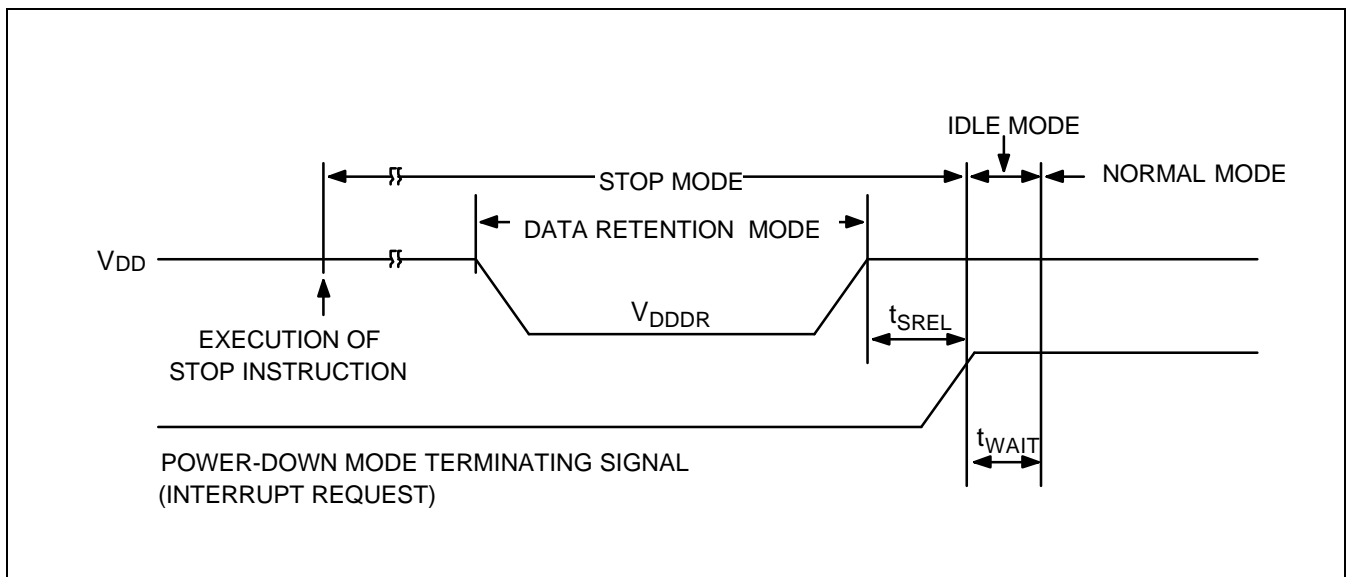 IDLE MODE
STOP MODE
NORMAL MODE
DATA RETENTION MODE
VDD
VDDDR
tSREL
EXECUTION OF
STOP INSTRUCTION
tWAIT
POWER-DOWN MODE TERMINATING SIGNAL
(INTERRUPT REQUEST)